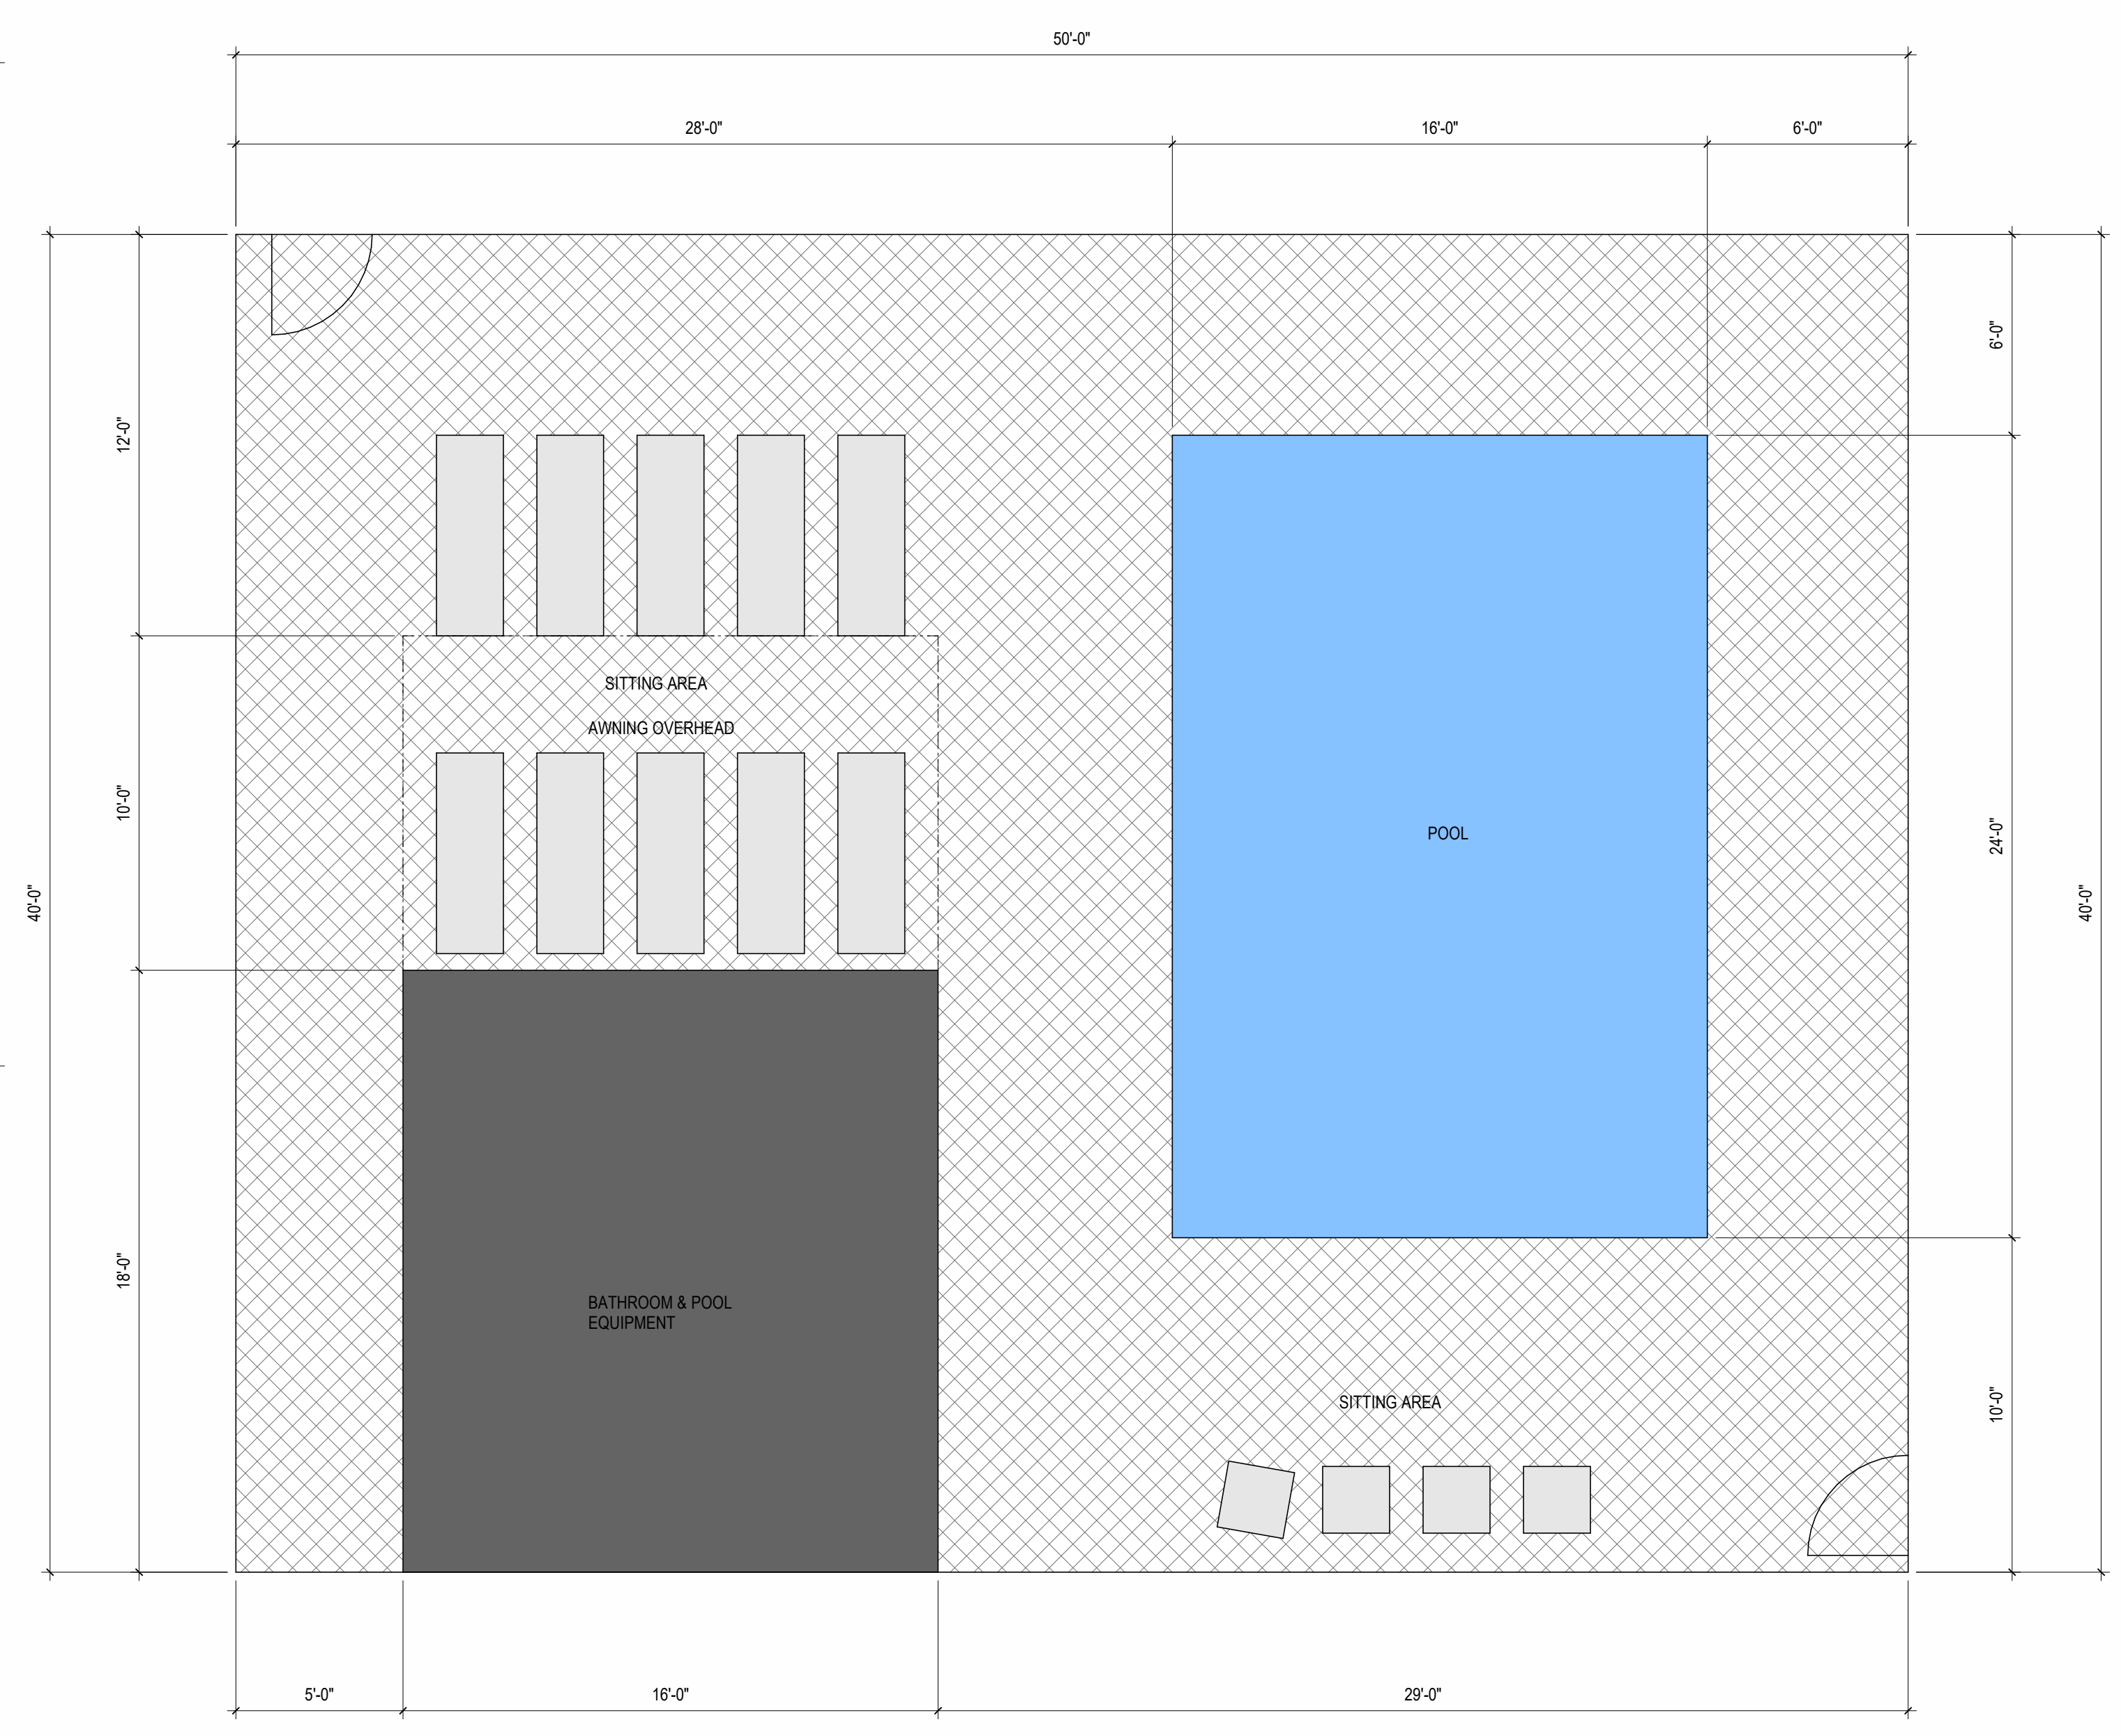 50'-0"
28'-0"
16'-0"
6'-0"
6'-0"
12'-0"
SITTING AREA
AWNING OVERHEAD
10'-0"
POOL
24'-0"
40'-0"
40'-0"
18'-0"
BATHROOM & POOL
EQUIPMENT
SITTING AREA
10'-0"
5'-0"
16'-0"
29'-0"